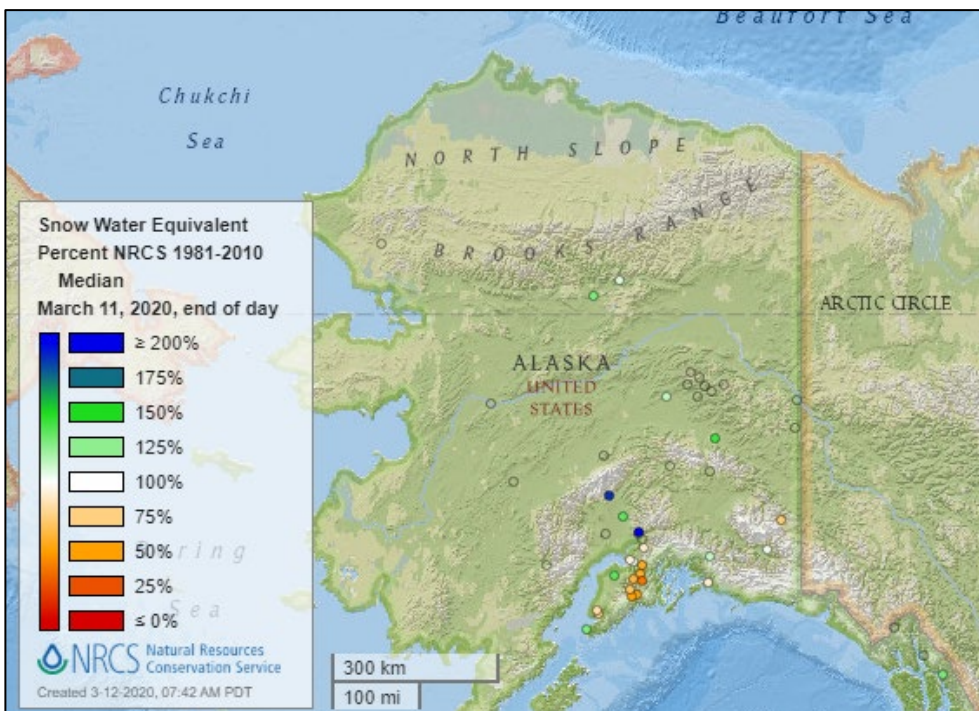 Beaufort Sea
Chukchi
Sea
NORTH SLOPE
BROOKS RANGE
Snow Water Equivalent
Percent NRCS 1981-2010
Median
March 11, 2020, end of day
≥ 200%
175%
150%
125%
100%
75%
50%
25%
≤ 0%
ARCTIC CIRCLE
ALASKA
UNITED
STATES
Bering
Sea
NRCS
Natural Resources
Conservation Service
Created 3-12-2020, 07:42 AM PDT
300 km
100 mi